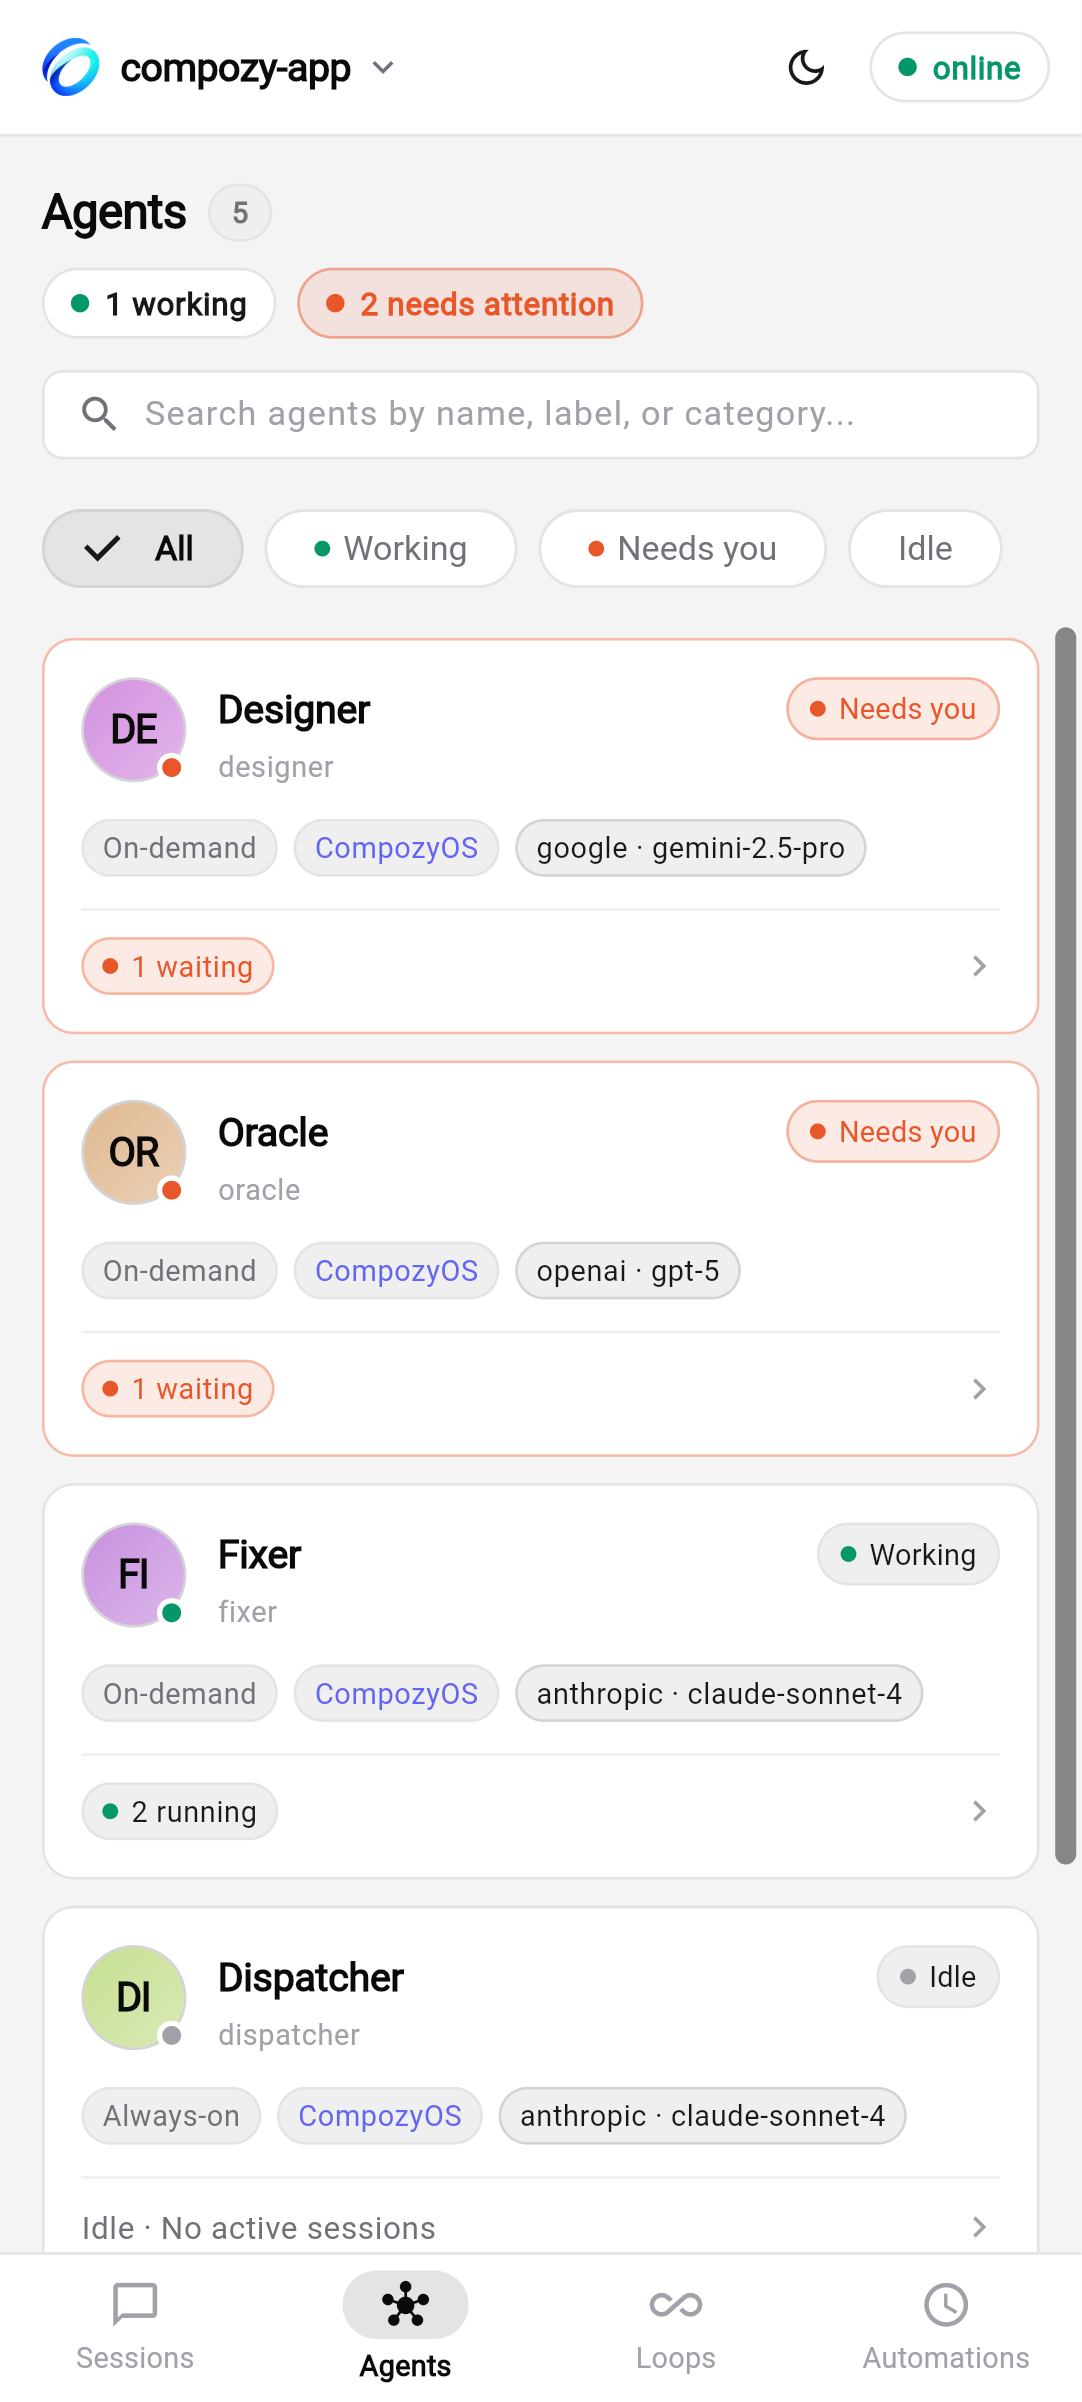 compozy-app
online
Agents 5
1 working
2 needs attention
Search agents by name, label, or category...
All
Working
Needs you
Idle
DE
Designer
Needs you
designer
On-demand
CompozyOS
google · gemini-2.5-pro
1 waiting
OR
Oracle
Needs you
oracle
On-demand
CompozyOS
openai · gpt-5
1 waiting
FI
Fixer
Working
fixer
On-demand
CompozyOS
anthropic · claude-sonnet-4
2 running
DI
Dispatcher
Idle
dispatcher
Always-on
CompozyOS
anthropic · claude-sonnet-4
Idle · No active sessions
Sessions
Agents
Loops
Automations